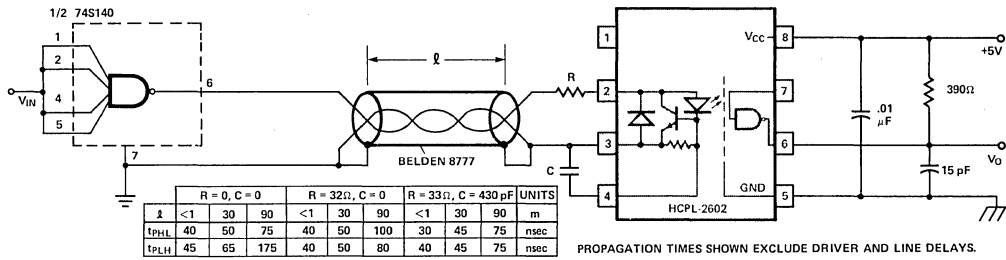 1/2 74S140
1
2
4
5
VIN
6
7
ℓ
BELDEN 8777
R
C
1
2
3
4
VCC
GND
HCPL-2602
8
7
6
5
+5V
390Ω
.01
µF
VO
15 pF
R = 0, C = 0 R = 32Ω, C = 0 R = 33Ω, C = 430 pF UNITS
ℓ <1 30 90 <1 30 90 <1 30 90 m
tPHL 40 50 75 40 50 100 30 45 75 nsec
tPLH 45 65 175 40 50 80 40 45 75 nsec
PROPAGATION TIMES SHOWN EXCLUDE DRIVER AND LINE DELAYS.